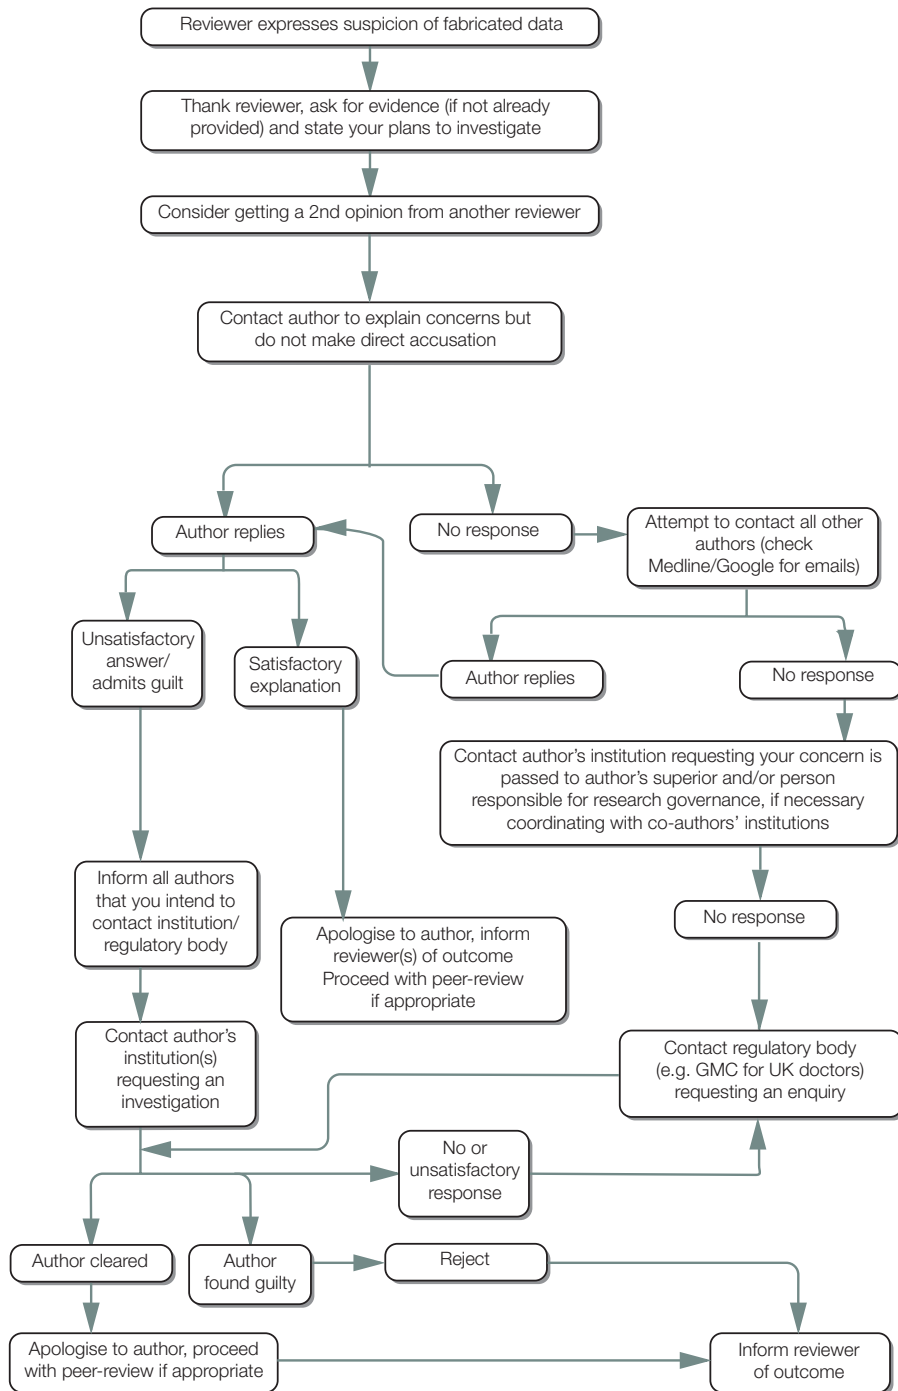 Reviewer expresses suspicion of fabricated data
Thank reviewer, ask for evidence (if not already
provided) and state your plans to investigate
Consider getting a 2nd opinion from another reviewer
Contact author to explain concerns but
do not make direct accusation
Author replies
No response
Attempt to contact all other
authors (check
Medline/Google for emails)
Unsatisfactory
answer/
admits guilt
Satisfactory
explanation
Author replies
No response
Contact author’s institution requesting your concern is
passed to author’s superior and/or person
responsible for research governance, if necessary
coordinating with co-authors’ institutions
Inform all authors
that you intend to
contact institution/
regulatory body
No response
Apologise to author, inform
reviewer(s) of outcome
Proceed with peer-review
if appropriate
Contact author’s
institution(s)
requesting an
investigation
Contact regulatory body
(e.g. GMC for UK doctors)
requesting an enquiry
No or
unsatisfactory
response
Author cleared
Author
found guilty
Reject
Apologise to author, proceed
with peer-review if appropriate
Inform reviewer
of outcome